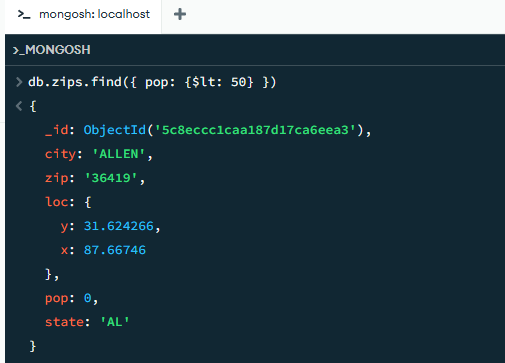 >_ mongosh: localhost +
>_MONGOSH
> db.zips.find({ pop: {$lt: 50} })
< {
_id: ObjectId('5c8eccc1caa187d17ca6eea3'),
city: 'ALLEN',
zip: '36419',
loc: {
y: 31.624266,
x: 87.66746
},
pop: 0,
state: 'AL'
}